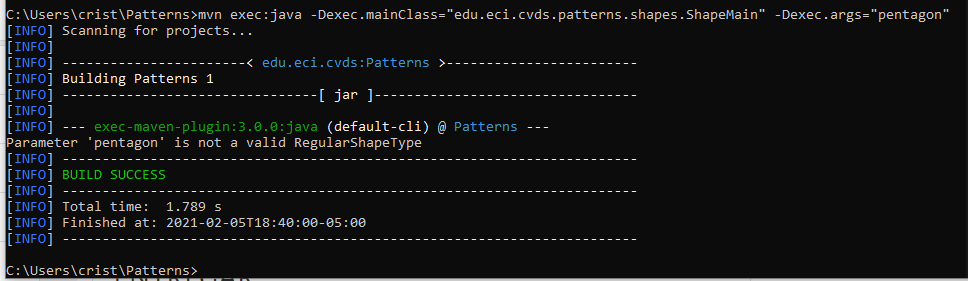 C:\Users\crist\Patterns>mvn exec:java -Dexec.mainClass="edu.eci.cvds.patterns.shapes.ShapeMain" -Dexec.args="pentagon"
[INFO] Scanning for projects...
[INFO]
[INFO] -----------------------< edu.eci.cvds:Patterns >------------------------
[INFO] Building Patterns 1
[INFO] --------------------------------[ jar ]---------------------------------
[INFO]
[INFO] --- exec-maven-plugin:3.0.0:java (default-cli) @ Patterns ---
Parameter 'pentagon' is not a valid RegularShapeType
[INFO] ------------------------------------------------------------------------
[INFO] BUILD SUCCESS
[INFO] ------------------------------------------------------------------------
[INFO] Total time:  1.789 s
[INFO] Finished at: 2021-02-05T18:40:00-05:00
[INFO] ------------------------------------------------------------------------
C:\Users\crist\Patterns>